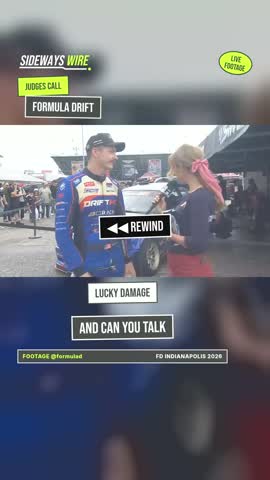 SIDEWAYS WIRE.
LIVE
FOOTAGE
JUDGES CALL
FORMULA DRIFT
DRIFT
REWIND
LUCKY DAMAGE
AND CAN YOU TALK
FOOTAGE @formulad
FD INDIANAPOLIS 2026